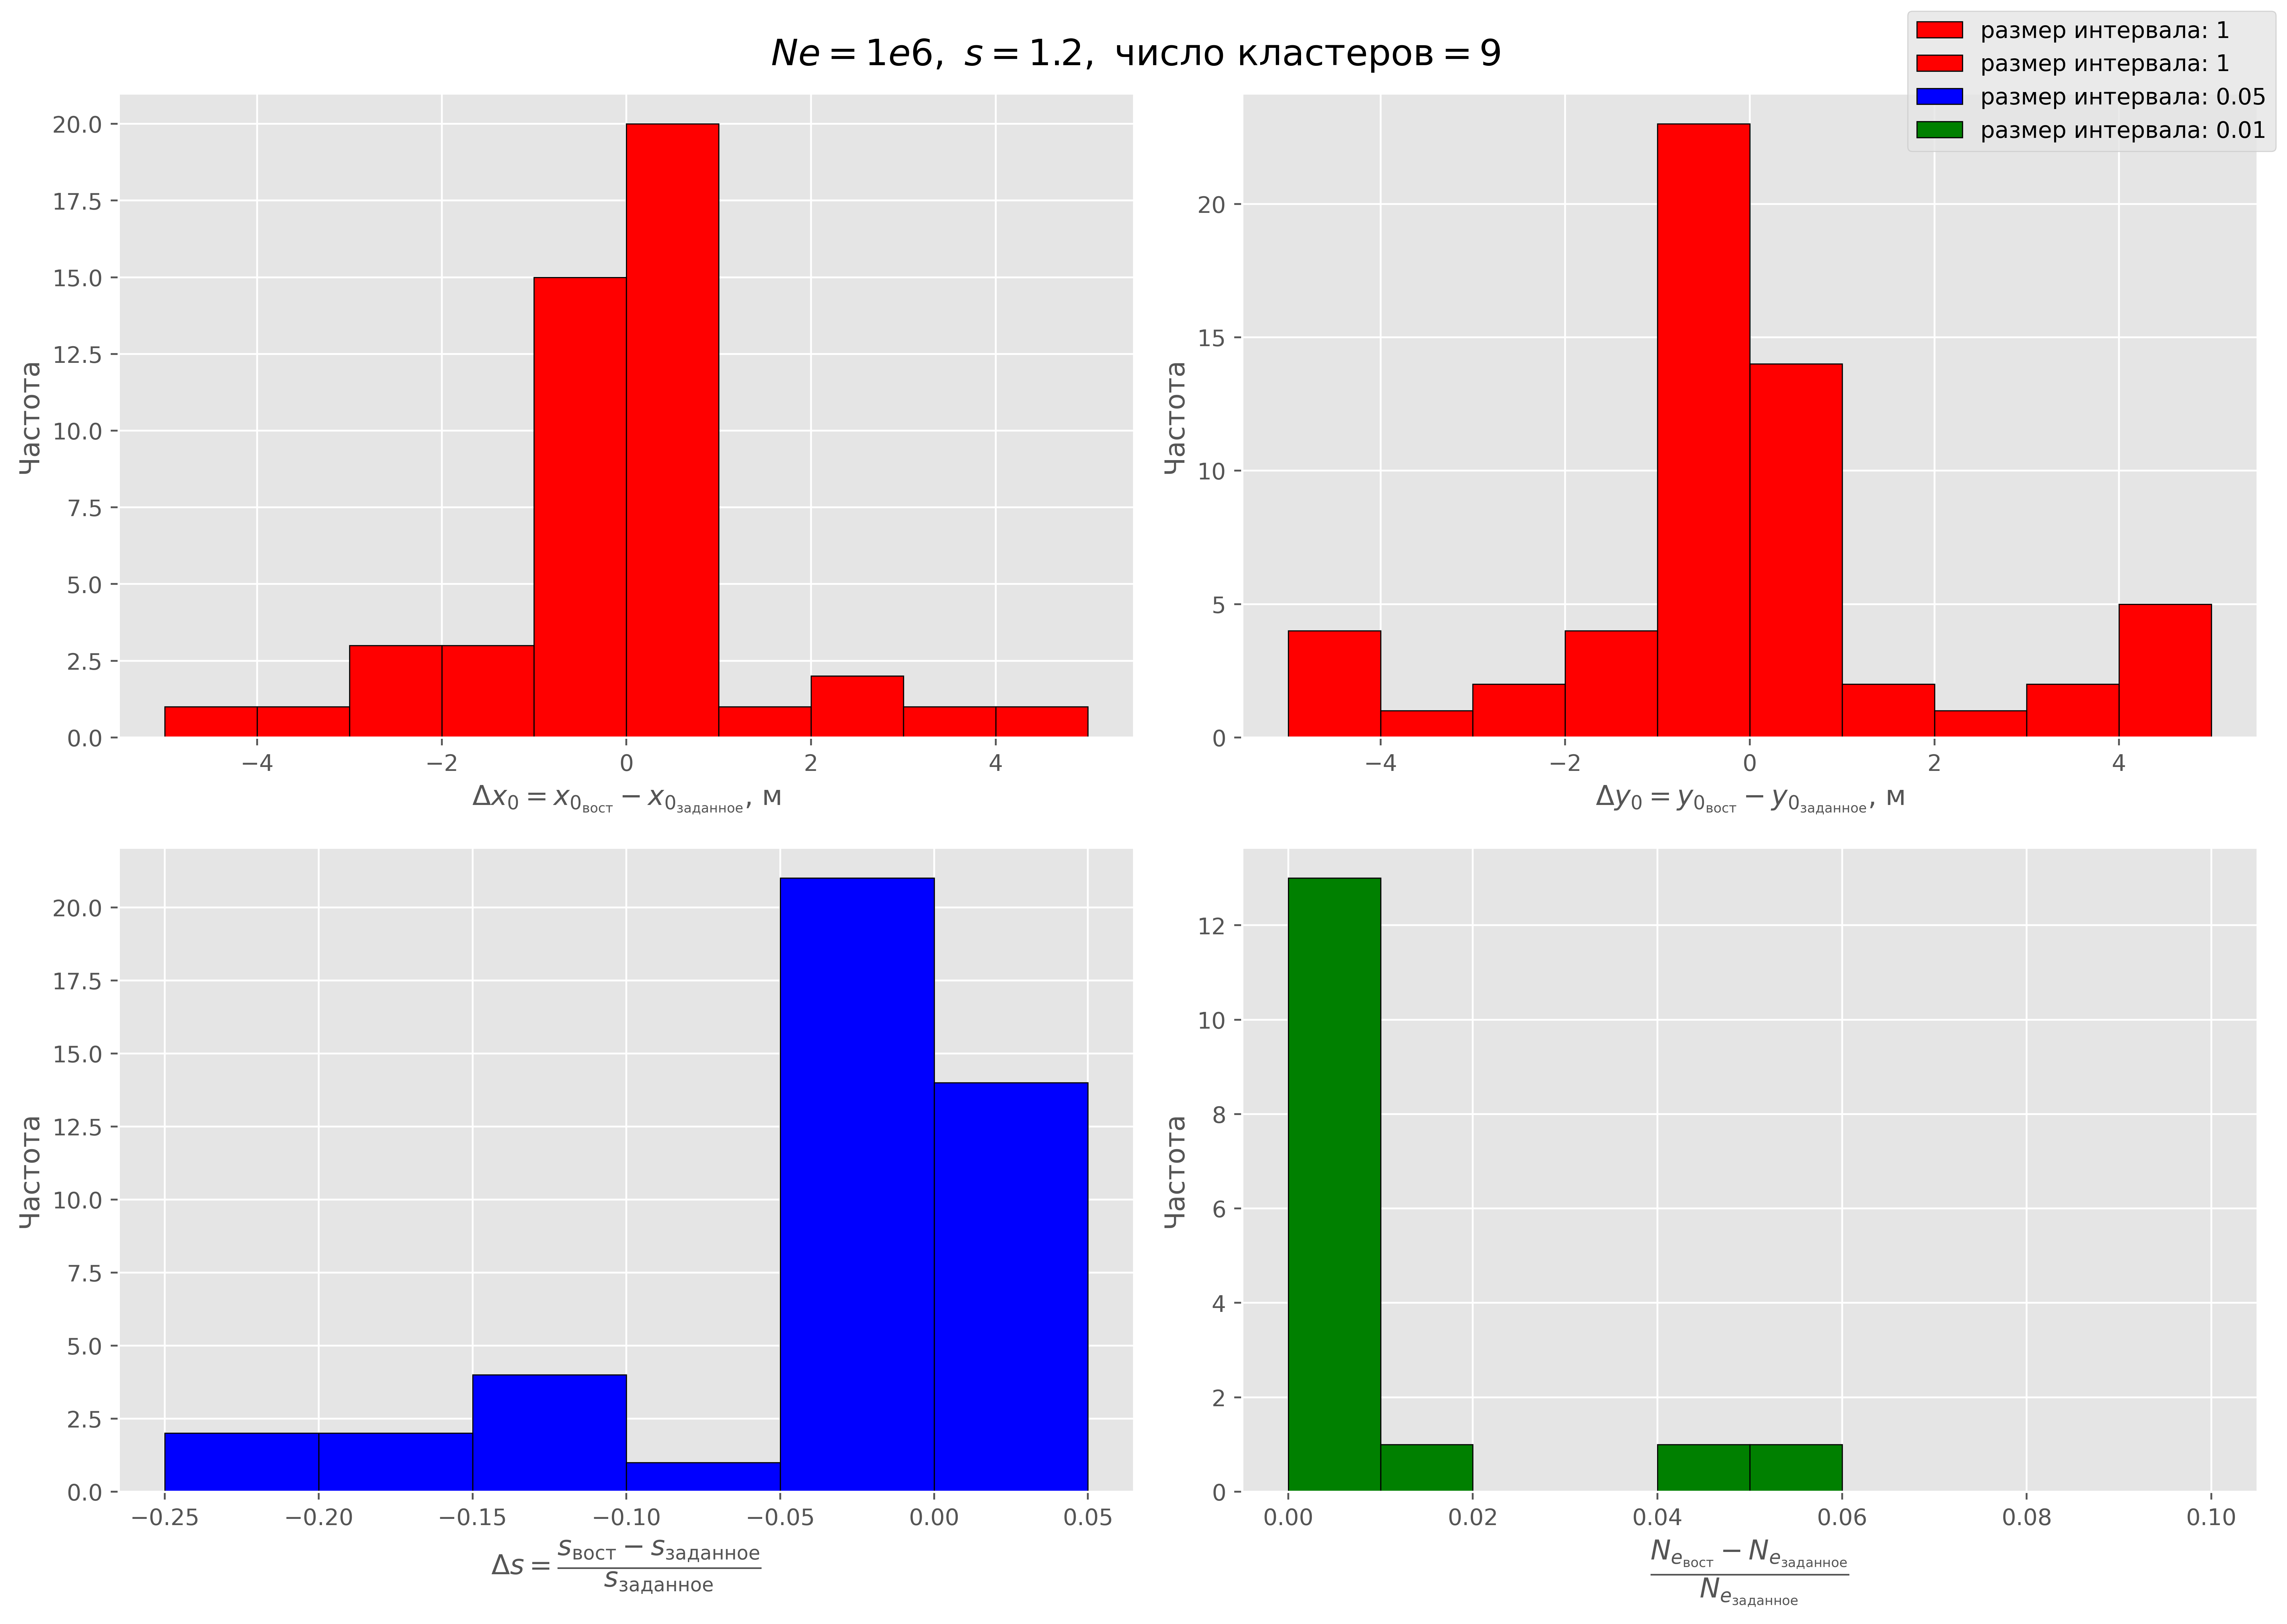 Ne = 1e6, s = 1.2, число кластеров = 9
размер интервала: 1
размер интервала: 1
размер интервала: 0.05
размер интервала: 0.01
20.0
17.5
15.0
12.5
10.0
7.5
5.0
2.5
0.0
Частота
−4 −2 0 2 4
Δx₀ = x₀вост − x₀заданное, м
20
15
10
5
0
Частота
−4 −2 0 2 4
Δy₀ = y₀вост − y₀заданное, м
20.0
17.5
15.0
12.5
10.0
7.5
5.0
2.5
0.0
Частота
−0.25 −0.20 −0.15 −0.10 −0.05 0.00 0.05
Δs = (sвост − sзаданное) / sзаданное
12
10
8
6
4
2
0
Частота
0.00 0.02 0.04 0.06 0.08 0.10
Neвост − Neзаданное
Neзаданное